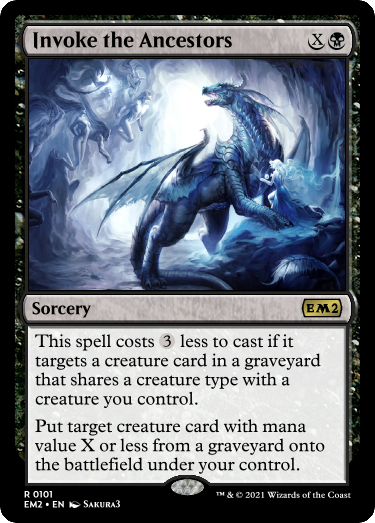 Invoke the Ancestors X
Sorcery EM2
This spell costs 3 less to cast if it
targets a creature card in a graveyard
that shares a creature type with a
creature you control.
Put target creature card with mana
value X or less from a graveyard onto
the battlefield under your control.
R 0101
EM2 • EN Sakura3
™ & © 2021 Wizards of the Coast